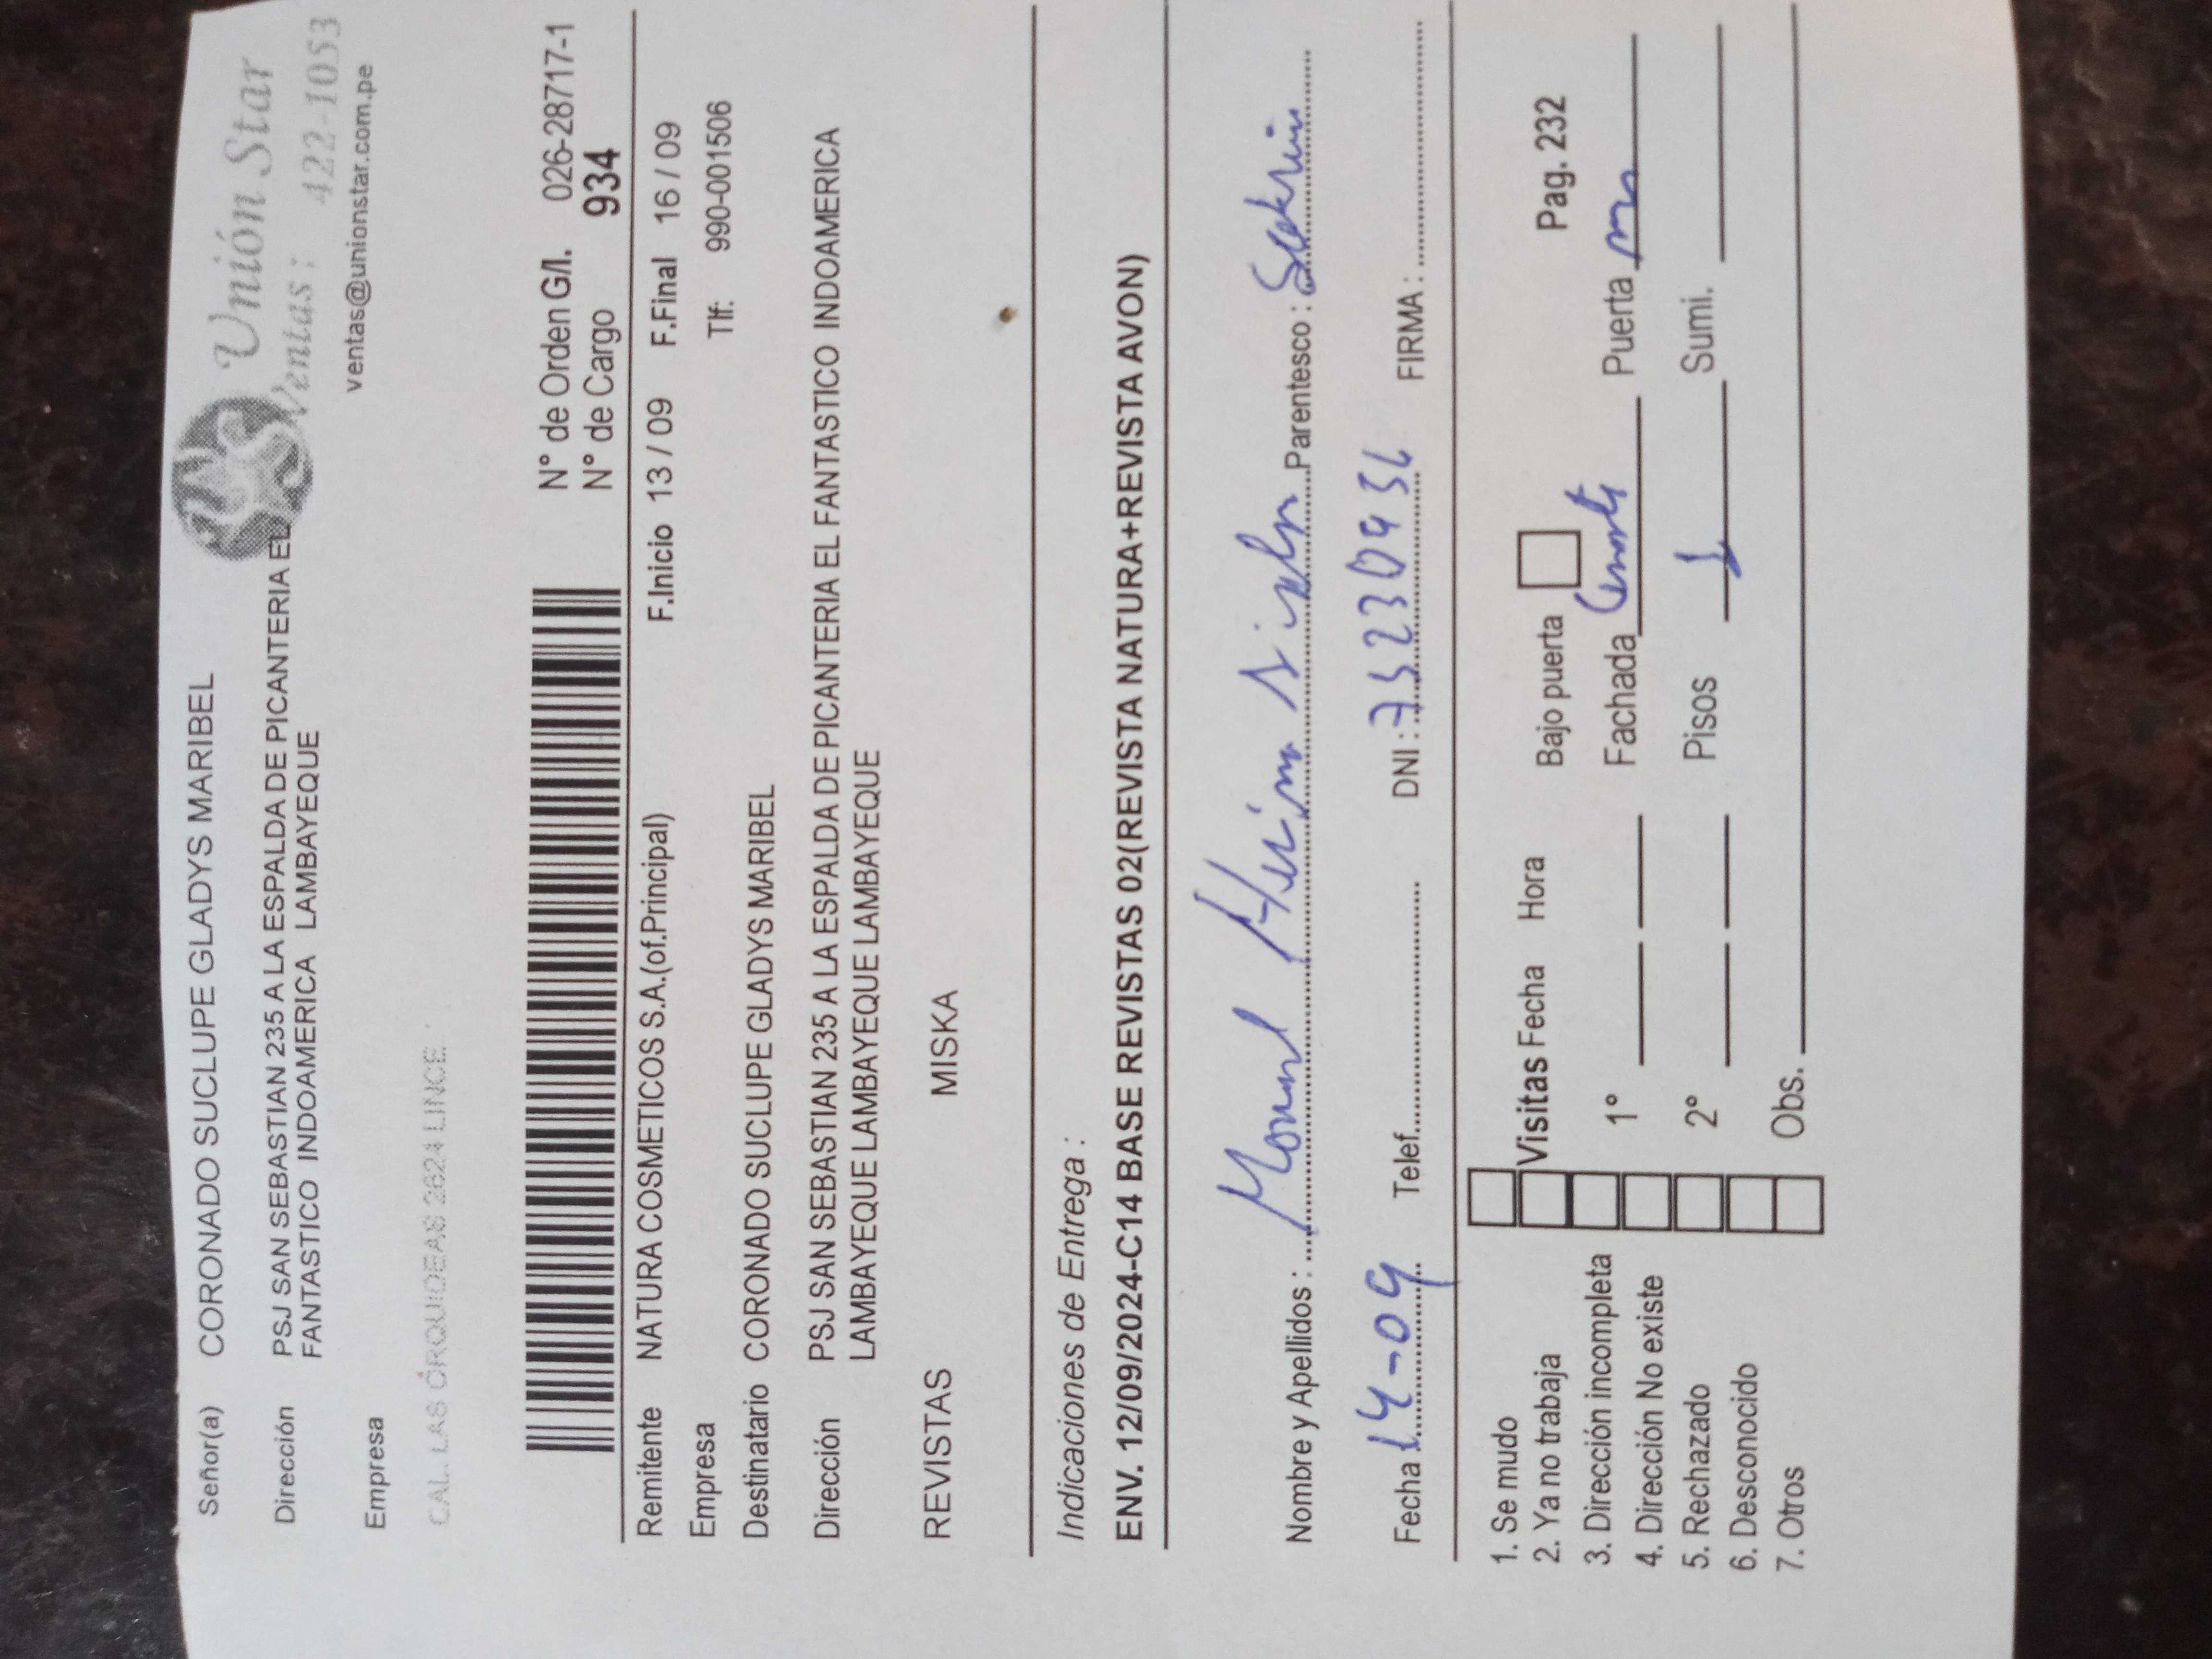 Señor(a) CORONADO SUCLUPE GLADYS MARIBEL
Unión Star
Ventas: 422-1053
ventas@unionstar.com.pe
Dirección PSJ SAN SEBASTIAN 235 A LA ESPALDA DE PICANTERIA EL
FANTASTICO INDOAMERICA LAMBAYEQUE
Empresa
CAL. LAS ORQUIDEAS 2624 LINCE
N° de Orden G/I. 026-28717-1
N° de Cargo 934
Remitente NATURA COSMETICOS S.A.(of.Principal) F.Inicio 13 / 09 F.Final 16 / 09
Empresa Tlf: 990-001506
Destinatario CORONADO SUCLUPE GLADYS MARIBEL
Dirección PSJ SAN SEBASTIAN 235 A LA ESPALDA DE PICANTERIA EL FANTASTICO INDOAMERICA
LAMBAYEQUE LAMBAYEQUE LAMBAYEQUE
REVISTAS MISKA
Indicaciones de Entrega :
ENV. 12/09/2024-C14 BASE REVISTAS 02(REVISTA NATURA+REVISTA AVON)
Nombre y Apellidos : Parentesco :
Fecha 14-09 Telef. DNI : FIRMA :
1. Se mudo
2. Ya no trabaja Visitas Fecha Hora Bajo puerta Pag. 232
3. Dirección incompleta
4. Dirección No existe 1° Fachada Puerta
5. Rechazado 2° Pisos 1 Sumi.
6. Desconocido
7. Otros Obs.